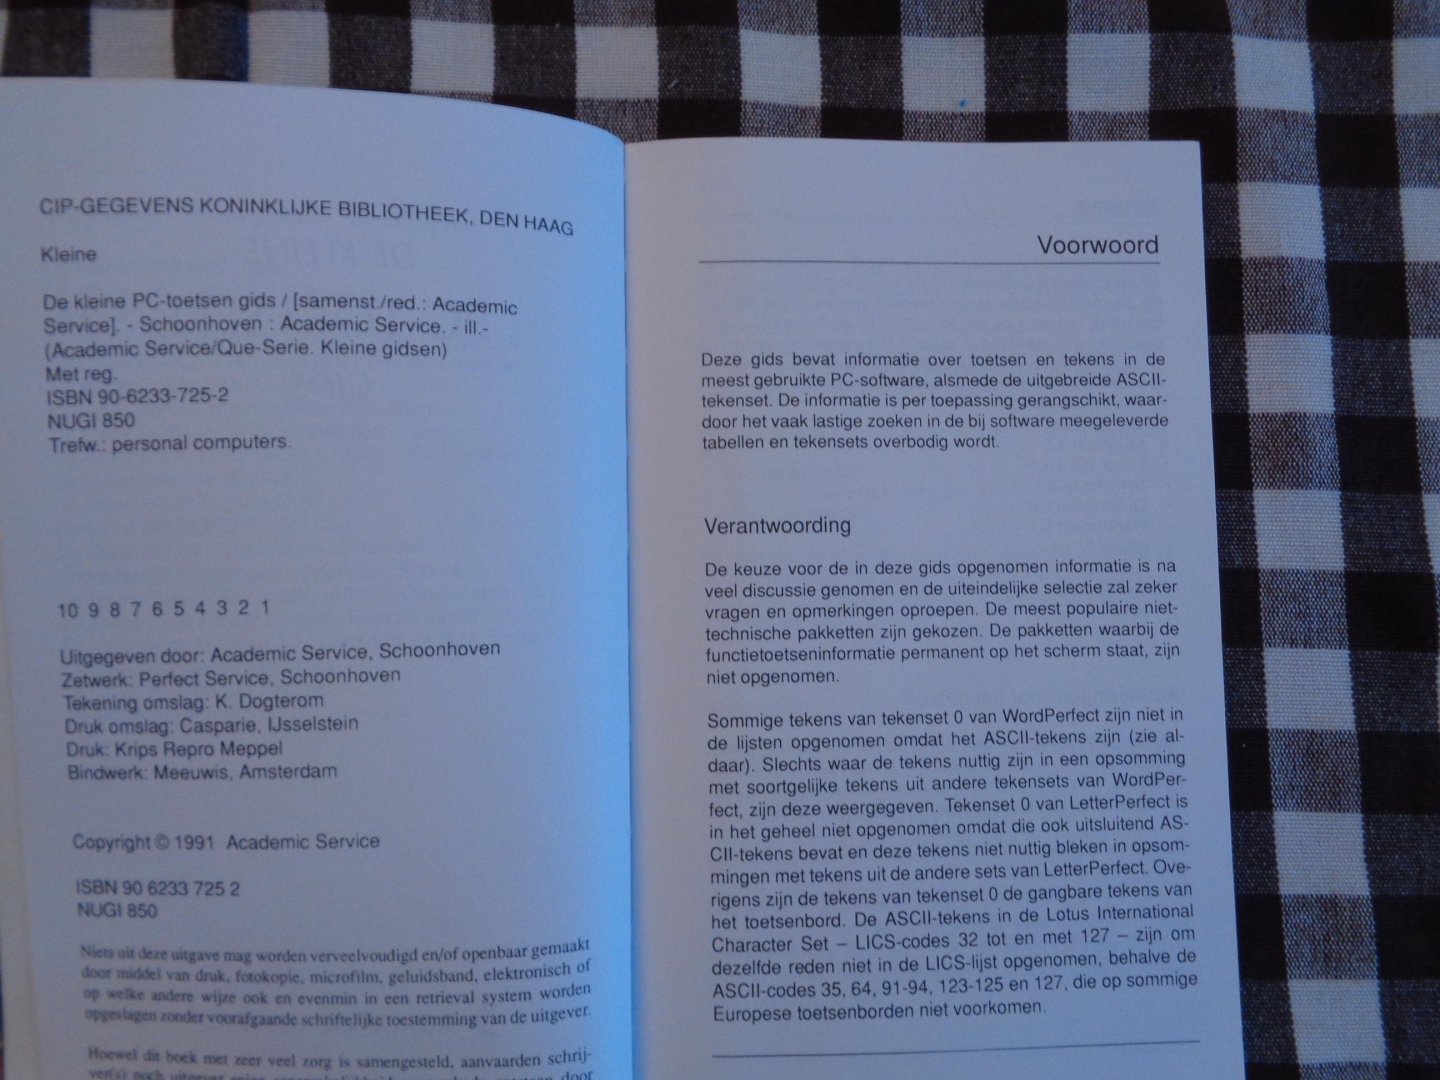 CIP-GEGEVENS KONINKLIJKE BIBLIOTHEEK, DEN HAAG
Kleine
De kleine PC-toetsen gids / [samenst./red.: Academic
Service]. - Schoonhoven : Academic Service. - ill.-
(Academic Service/Que-Serie. Kleine gidsen)
Met reg.
ISBN 90-6233-725-2
NUGI 850
Trefw.: personal computers.
10 9 8 7 6 5 4 3 2 1
Uitgegeven door: Academic Service, Schoonhoven
Zetwerk: Perfect Service, Schoonhoven
Tekening omslag: K. Dogterom
Druk omslag: Casparie, IJsselstein
Druk: Krips Repro Meppel
Bindwerk: Meeuwis, Amsterdam
Copyright © 1991 Academic Service
ISBN 90 6233 725 2
NUGI 850
Niets uit deze uitgave mag worden verveelvoudigd en/of openbaar gemaakt
door middel van druk, fotokopie, microfilm, geluidsband, elektronisch of
op welke andere wijze ook en evenmin in een retrieval system worden
opgeslagen zonder voorafgaande schriftelijke toestemming van de uitgever.
Hoewel dit boek met zeer veel zorg is samengesteld, aanvaarden schrij-
ver(s) noch uitgever enige door
Voorwoord
Deze gids bevat informatie over toetsen en tekens in de
meest gebruikte PC-software, alsmede de uitgebreide ASCII-
tekenset. De informatie is per toepassing gerangschikt, waar-
door het vaak lastige zoeken in de bij software meegeleverde
tabellen en tekensets overbodig wordt.
Verantwoording
De keuze voor de in deze gids opgenomen informatie is na
veel discussie genomen en de uiteindelijke selectie zal zeker
vragen en opmerkingen oproepen. De meest populaire niet-
technische pakketten zijn gekozen. De pakketten waarbij de
functietoetseninformatie permanent op het scherm staat, zijn
niet opgenomen.
Sommige tekens van tekenset 0 van WordPerfect zijn niet in
de lijsten opgenomen omdat het ASCII-tekens zijn (zie al-
daar). Slechts waar de tekens nuttig zijn in een opsomming
met soortgelijke tekens uit andere tekensets van WordPer-
fect, zijn deze weergegeven. Tekenset 0 van LetterPerfect is
in het geheel niet opgenomen omdat die ook uitsluitend AS-
CII-tekens bevat en deze tekens niet nuttig bleken in opsom-
mingen met tekens uit de andere sets van LetterPerfect. Ove-
rigens zijn de tekens van tekenset 0 de gangbare tekens van
het toetsenbord. De ASCII-tekens in de Lotus International
Character Set – LICS-codes 32 tot en met 127 – zijn om
dezelfde reden niet in de LICS-lijst opgenomen, behalve de
ASCII-codes 35, 64, 91-94, 123-125 en 127, die op sommige
Europese toetsenborden niet voorkomen.